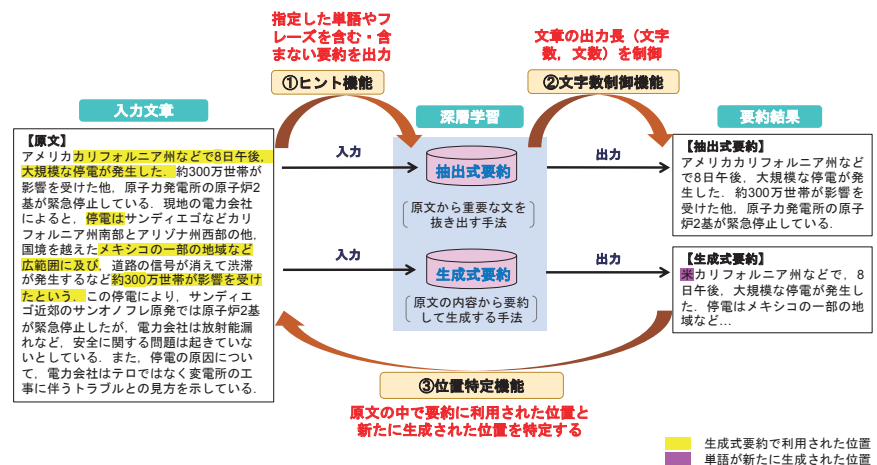 指定した単語やフ
レーズを含む・含
まない要約を出力
①ヒント機能
文章の出力長（文字
数，文数）を制御
②文字数制御機能
入力文章
深層学習
要約結果
【原文】
アメリカカリフォルニア州などで8日午後，
大規模な停電が発生した．約300万世帯が
影響を受けた他，原子力発電所の原子炉2
基が緊急停止している．現地の電力会社
によると，停電はサンディエゴなどカリ
フォルニア州南部とアリゾナ州西部の他，
国境を越えたメキシコの一部の地域など
広範囲に及び，道路の信号が消えて渋滞
が発生するなど約300万世帯が影響を受け
たという．この停電により，サンディエ
ゴ近郊のサンオノフレ原発では原子炉2基
が緊急停止したが，電力会社は放射能漏
れなど，安全に関する問題は起きていな
いとしている．また，停電の原因につい
て，電力会社はテロではなく変電所の工
事に伴うトラブルとの見方を示している．
入力
抽出式要約
原文から重要な文を
抜き出す手法
出力
入力
生成式要約
原文の内容から要約
して生成する手法
出力
【抽出式要約】
アメリカカリフォルニア州など
で8日午後，大規模な停電が発
生した．約300万世帯が影響を
受けた他，原子力発電所の原子
炉2基が緊急停止している．
【生成式要約】
米カリフォルニア州などで，8
日午後，大規模な停電が発生し
た．停電はメキシコの一部の地
域など…
③位置特定機能
原文の中で要約に利用された位置と
新たに生成された位置を特定する
生成式要約で利用された位置
単語が新たに生成された位置